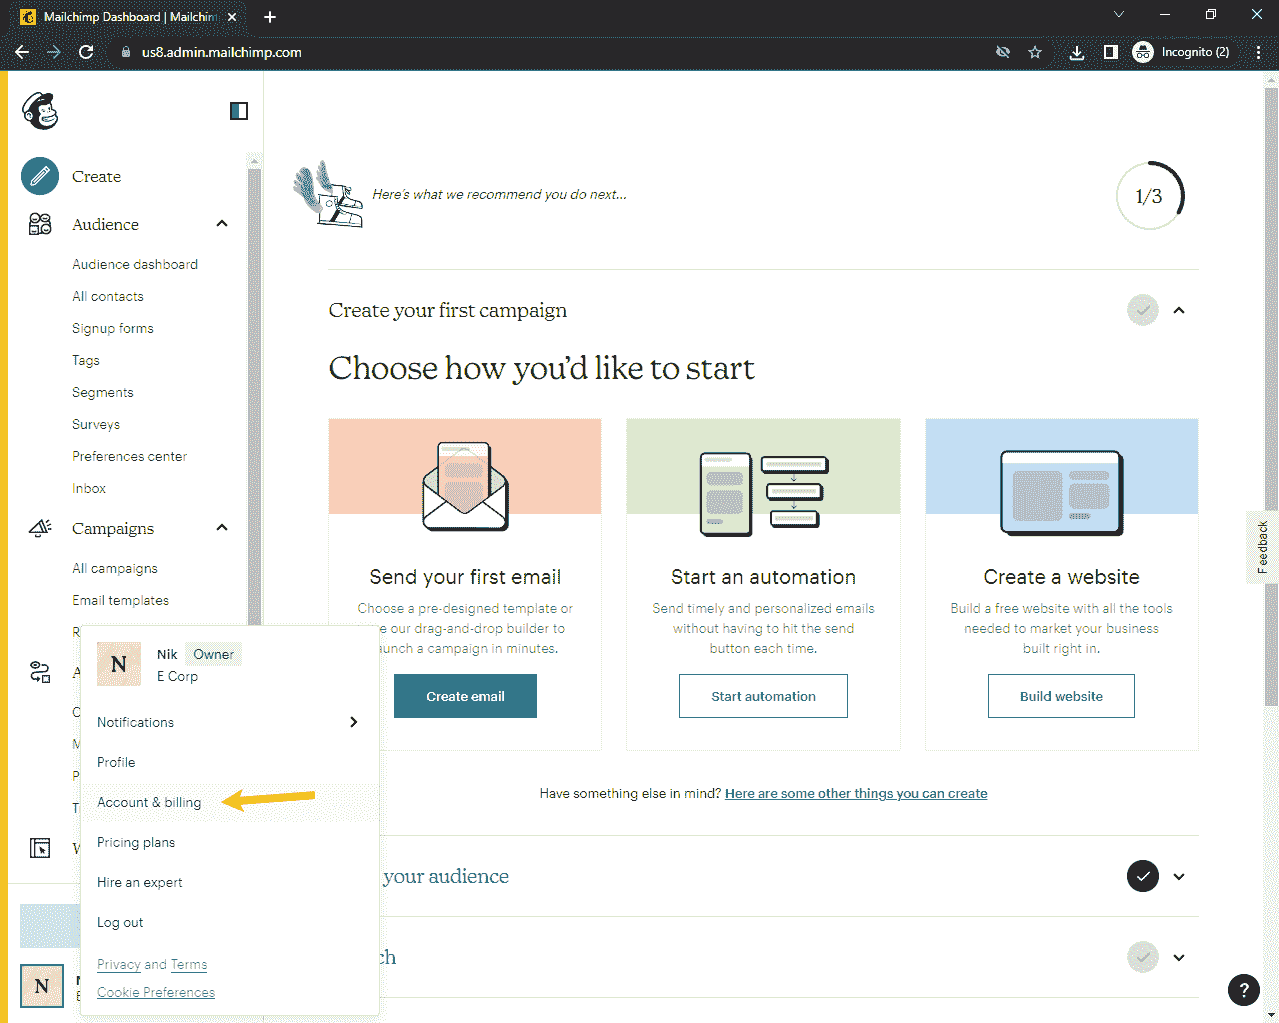 Mailchimp Dashboard | Mailchim
us8.admin.mailchimp.com
Incognito (2)
Create
Audience
Audience dashboard
All contacts
Signup forms
Tags
Segments
Surveys
Preferences center
Inbox
Campaigns
All campaigns
Email templates
R
A
C
M
P
T
W
N
Nik Owner
E Corp
Notifications
Profile
Account & billing
Pricing plans
Hire an expert
Log out
Privacy and Terms
Cookie Preferences
N
Here's what we recommend you do next...
1/3
Create your first campaign
Choose how you'd like to start
Send your first email
Choose a pre-designed template or
e our drag-and-drop builder to
aunch a campaign in minutes.
Create email
Start an automation
Send timely and personalized emails
without having to hit the send
button each time.
Start automation
Create a website
Build a free website with all the tools
needed to market your business
built right in.
Build website
Have something else in mind? Here are some other things you can create
your audience
ch
Feedback
?